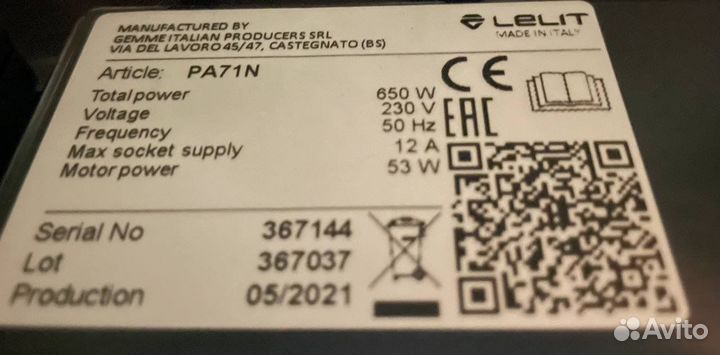 MANUFACTURED BY
GEMME ITALIAN PRODUCERS SRL
VIA DEL LAVORO 45/47, CASTEGNATO (BS)
LELIT
MADE IN ITALY
Article: PA71N
Total power 650 W
Voltage 230 V
Frequency 50 Hz
Max socket supply 12 A
Motor power 53 W
CE
EAC
Serial No 367144
Lot 367037
Production 05/2021
Avito